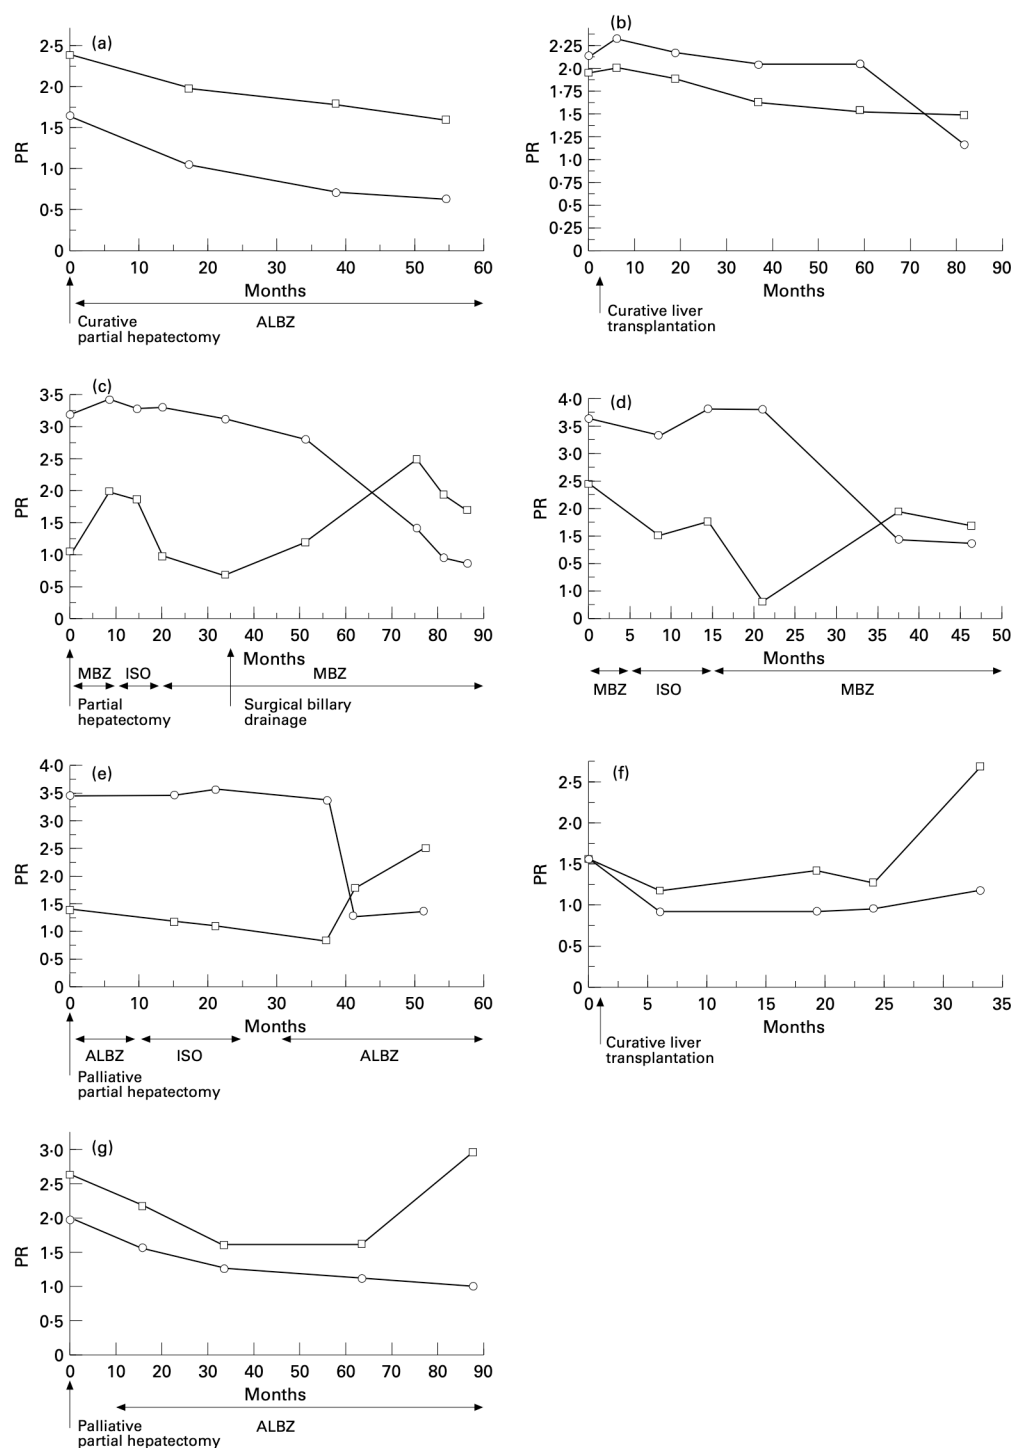 (a)
2·5
2·0
1·5
1·0
0·5
0
PR
0 10 20 30 40 50 60
Months
ALBZ
Curative
partial hepatectomy
(b)
2·25
2·0
1·75
1·5
1·25
1·0
0·75
0·5
0·25
0
PR
0 10 20 30 40 50 60 70 80 90
Months
Curative liver
transplantation
(c)
3·5
3·0
2·5
2·0
1·5
1·0
0·5
0
PR
0 10 20 30 40 50 60 70 80 90
Months
MBZ ISO MBZ
Partial
hepatectomy
Surgical billary
drainage
(d)
4·0
3·5
3·0
2·5
2·0
1·5
0·5
1·0
0
PR
0 5 10 15 20 25 30 35 40 45 50
Months
MBZ ISO MBZ
(e)
4·0
3·5
3·0
2·5
2·0
1·5
1·0
0·5
0
PR
0 10 20 30 40 50 60
Months
ALBZ ISO ALBZ
Palliative
partial hepatectomy
(f)
2·5
2·0
1·5
1·0
0·5
0
PR
0 5 10 15 20 25 30 35
Months
Curative liver
transplantation
(g)
3·0
2·5
2·0
1·5
1·0
0·5
0
PR
0 10 20 30 40 50 60 70 80 90
Months
ALBZ
Palliative
partial hepatectomy